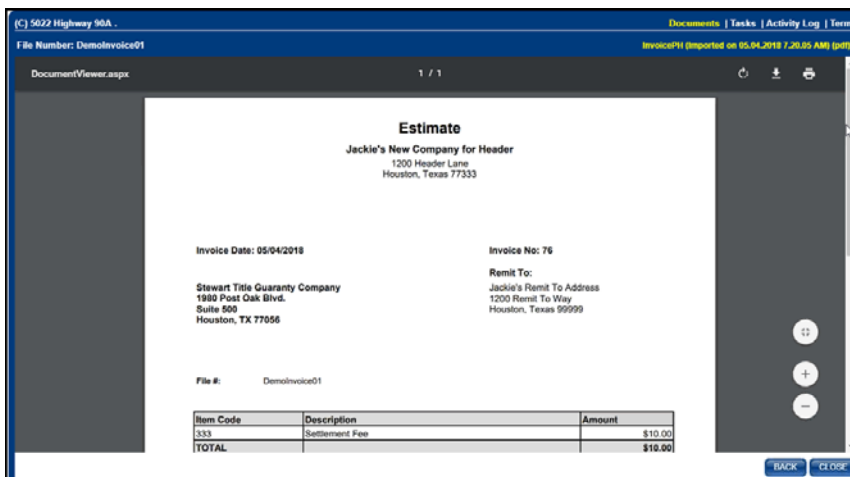 (C) 5022 Highway 90A .
Documents | Tasks | Activity Log | Term
File Number: DemoInvoice01
InvoicePH (Imported on 05.04.2018 7.20.05 AM) (pdf)
DocumentViewer.aspx
1 / 1
Estimate
Jackie's New Company for Header
1200 Header Lane
Houston, Texas 77333
Invoice Date: 05/04/2018
Invoice No: 76
Remit To:
Stewart Title Guaranty Company
Jackie's Remit To Address
1980 Post Oak Blvd.
1200 Remit To Way
Suite 500
Houston, Texas 99999
Houston, TX 77056
File #: DemoInvoice01
Item Code Description Amount
333 Settlement Fee $10.00
TOTAL $10.00
BACK CLOSE